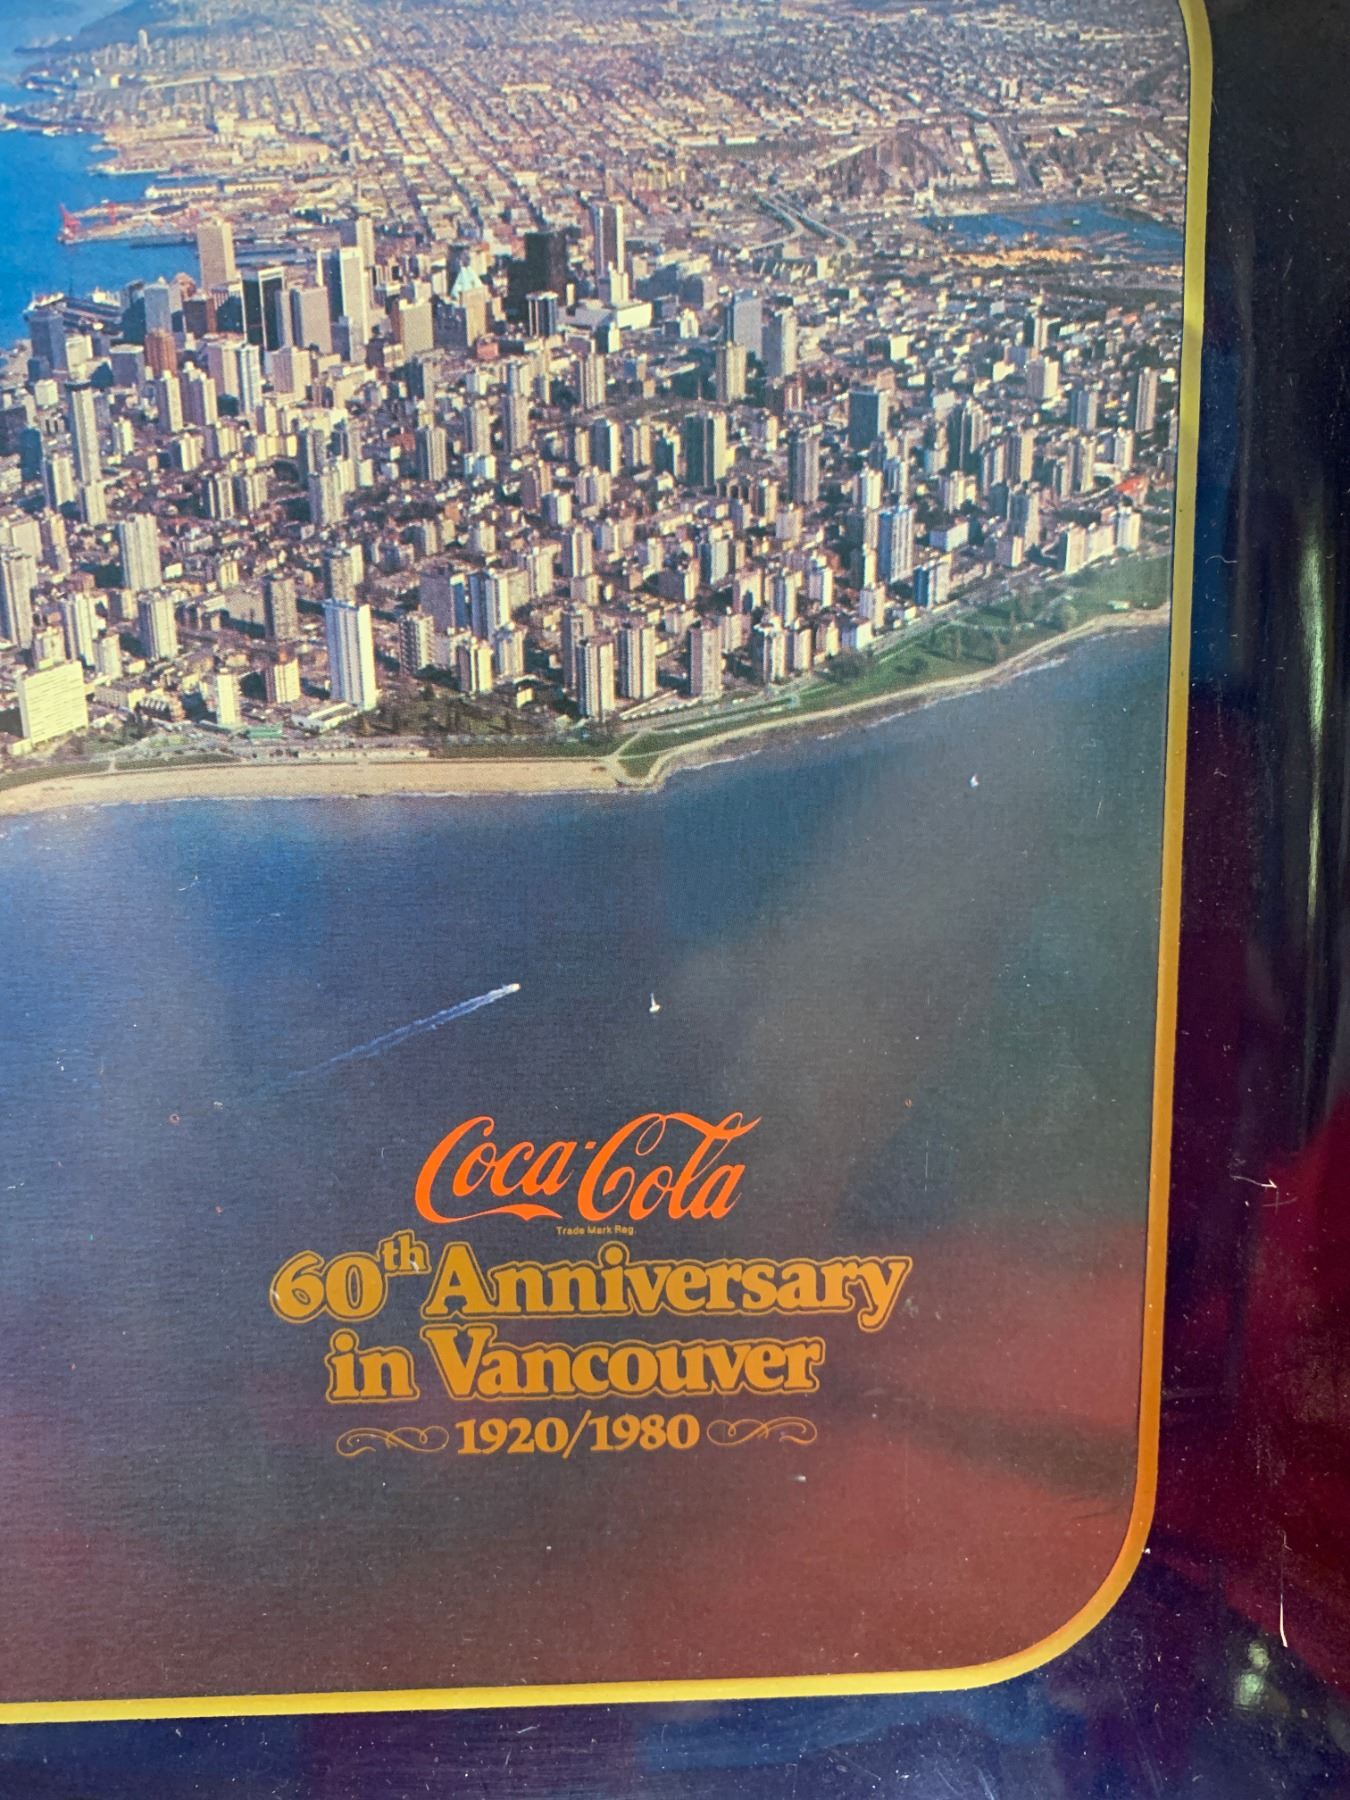 Coca-Cola
Trade Mark Reg.
60th Anniversary
in Vancouver
1920/1980